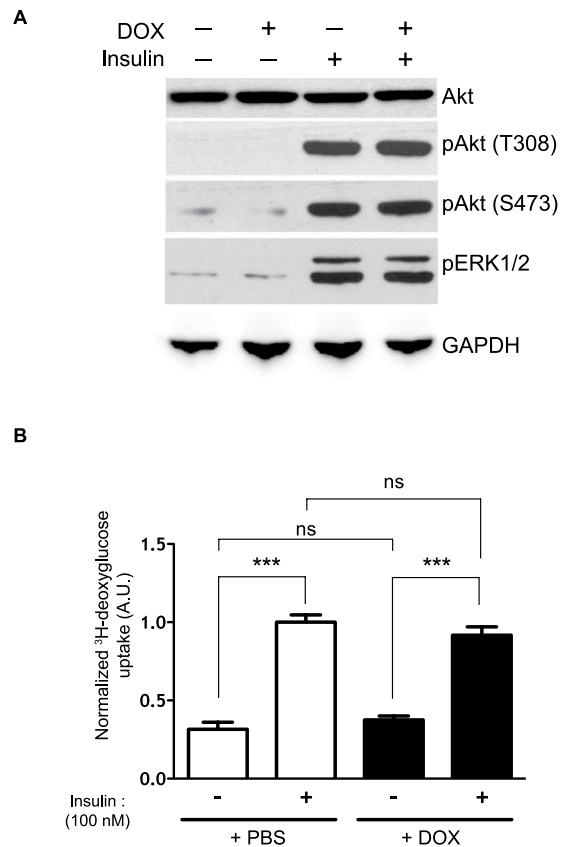 A
DOX − + − +
Insulin − − + +
Akt
pAkt (T308)
pAkt (S473)
pERK1/2
GAPDH
B
ns
ns
*** ***
1.5
1.0
0.5
0.0
Normalized ³H-deoxyglucose
uptake (A.U.)
Insulin : - + - +
(100 nM)
+ PBS + DOX